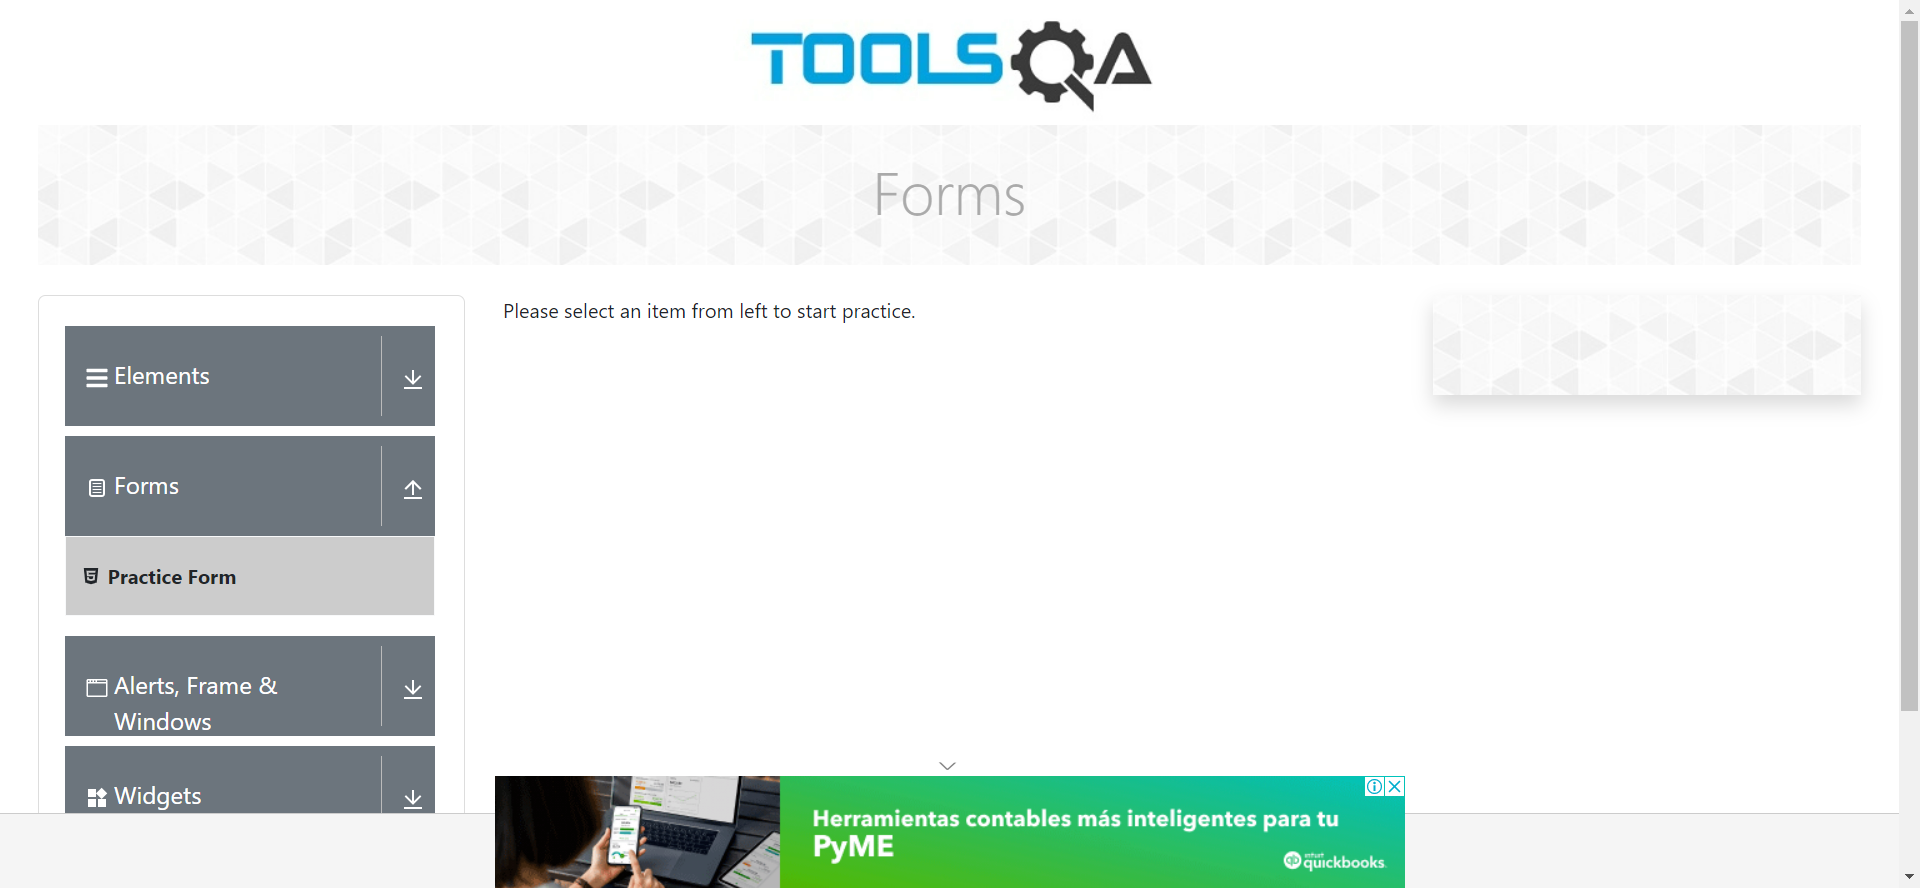 TOOLSQA
Forms
Elements
Forms
Practice Form
Alerts, Frame &
Windows
Widgets
Please select an item from left to start practice.
Herramientas contables más inteligentes para tu
PyME
intuit
quickbooks.